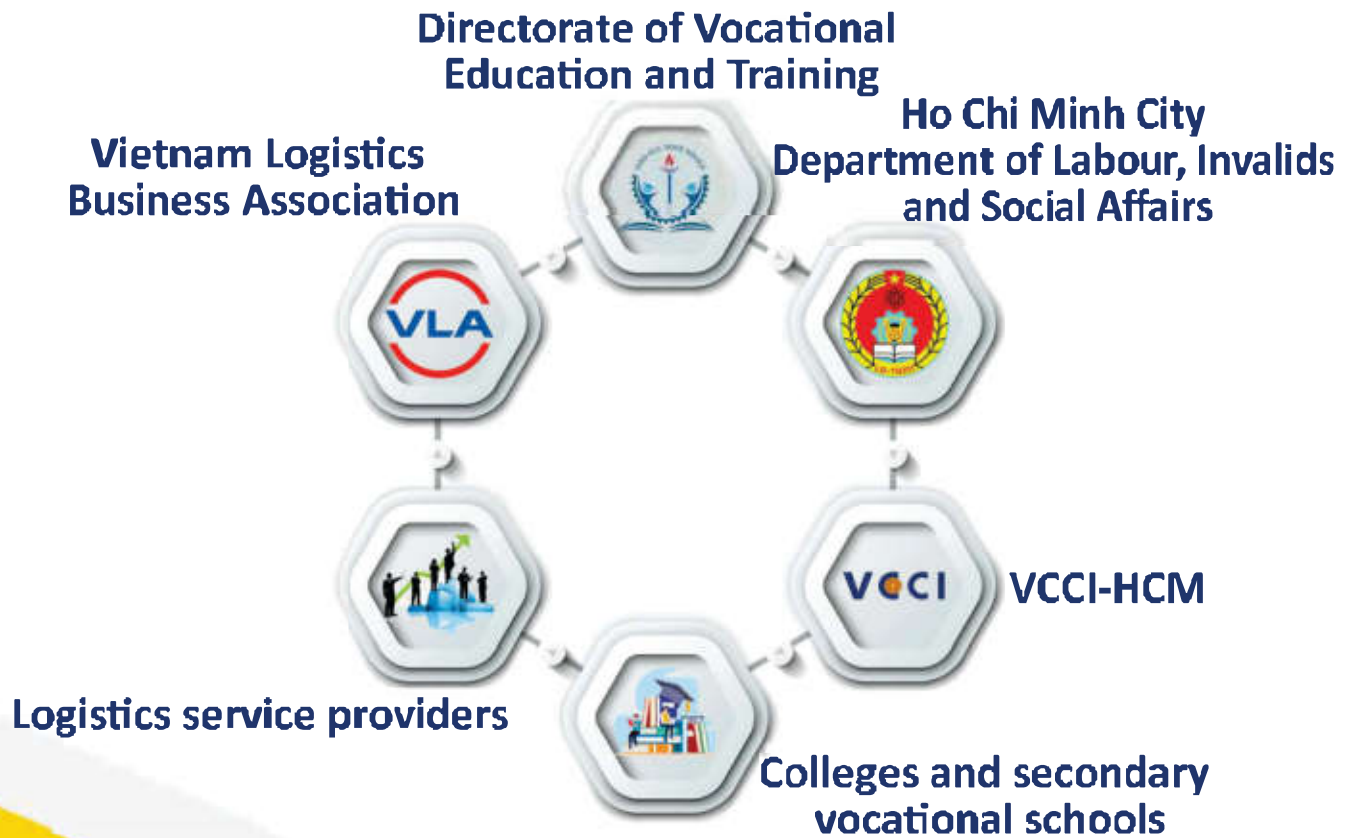 Directorate of Vocational
Education and Training
Ho Chi Minh City
Department of Labour, Invalids
and Social Affairs
Vietnam Logistics
Business Association
VLA
VCCI
VCCI-HCM
Logistics service providers
Colleges and secondary
vocational schools